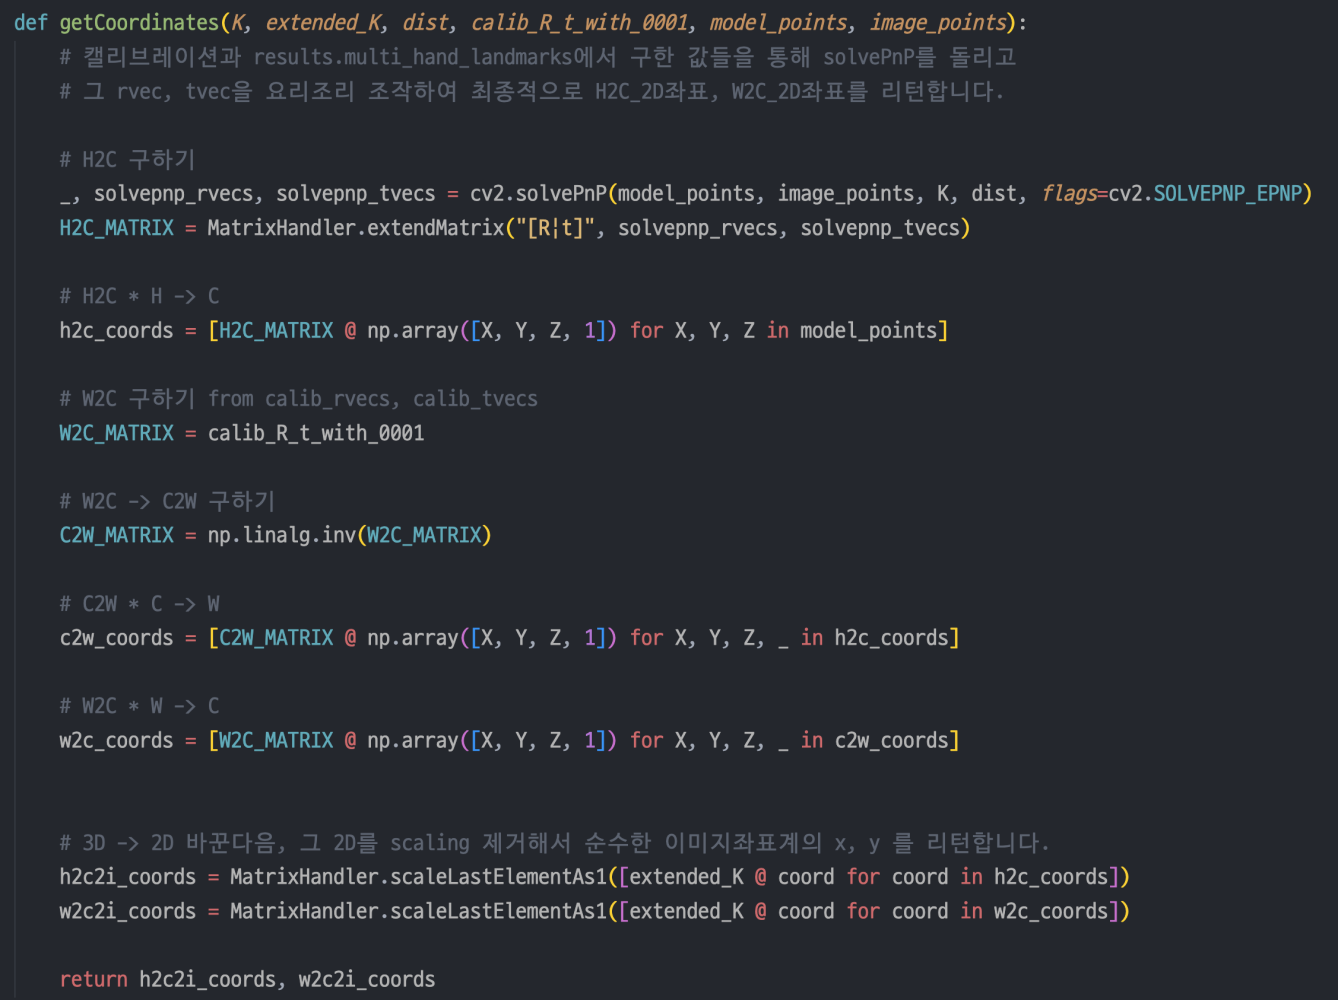 def getCoordinates(K, extended_K, dist, calib_R_t_with_0001, model_points, image_points):
# 캘리브레이션과 results.multi_hand_landmarks에서 구한 값들을 통해 solvePnP를 돌리고
# 그 rvec, tvec을 요리조리 조작하여 최종적으로 H2C_2D좌표, W2C_2D좌표를 리턴합니다.
# H2C 구하기
_, solvepnp_rvecs, solvepnp_tvecs = cv2.solvePnP(model_points, image_points, K, dist, flags=cv2.SOLVEPNP_EPNP)
H2C_MATRIX = MatrixHandler.extendMatrix("[R|t]", solvepnp_rvecs, solvepnp_tvecs)
# H2C * H -> C
h2c_coords = [H2C_MATRIX @ np.array([X, Y, Z, 1]) for X, Y, Z in model_points]
# W2C 구하기 from calib_rvecs, calib_tvecs
W2C_MATRIX = calib_R_t_with_0001
# W2C -> C2W 구하기
C2W_MATRIX = np.linalg.inv(W2C_MATRIX)
# C2W * C -> W
c2w_coords = [C2W_MATRIX @ np.array([X, Y, Z, 1]) for X, Y, Z, _ in h2c_coords]
# W2C * W -> C
w2c_coords = [W2C_MATRIX @ np.array([X, Y, Z, 1]) for X, Y, Z, _ in c2w_coords]
# 3D -> 2D 바꾼다음, 그 2D를 scaling 제거해서 순수한 이미지좌표계의 x, y 를 리턴합니다.
h2c2i_coords = MatrixHandler.scaleLastElementAs1([extended_K @ coord for coord in h2c_coords])
w2c2i_coords = MatrixHandler.scaleLastElementAs1([extended_K @ coord for coord in w2c_coords])
return h2c2i_coords, w2c2i_coords